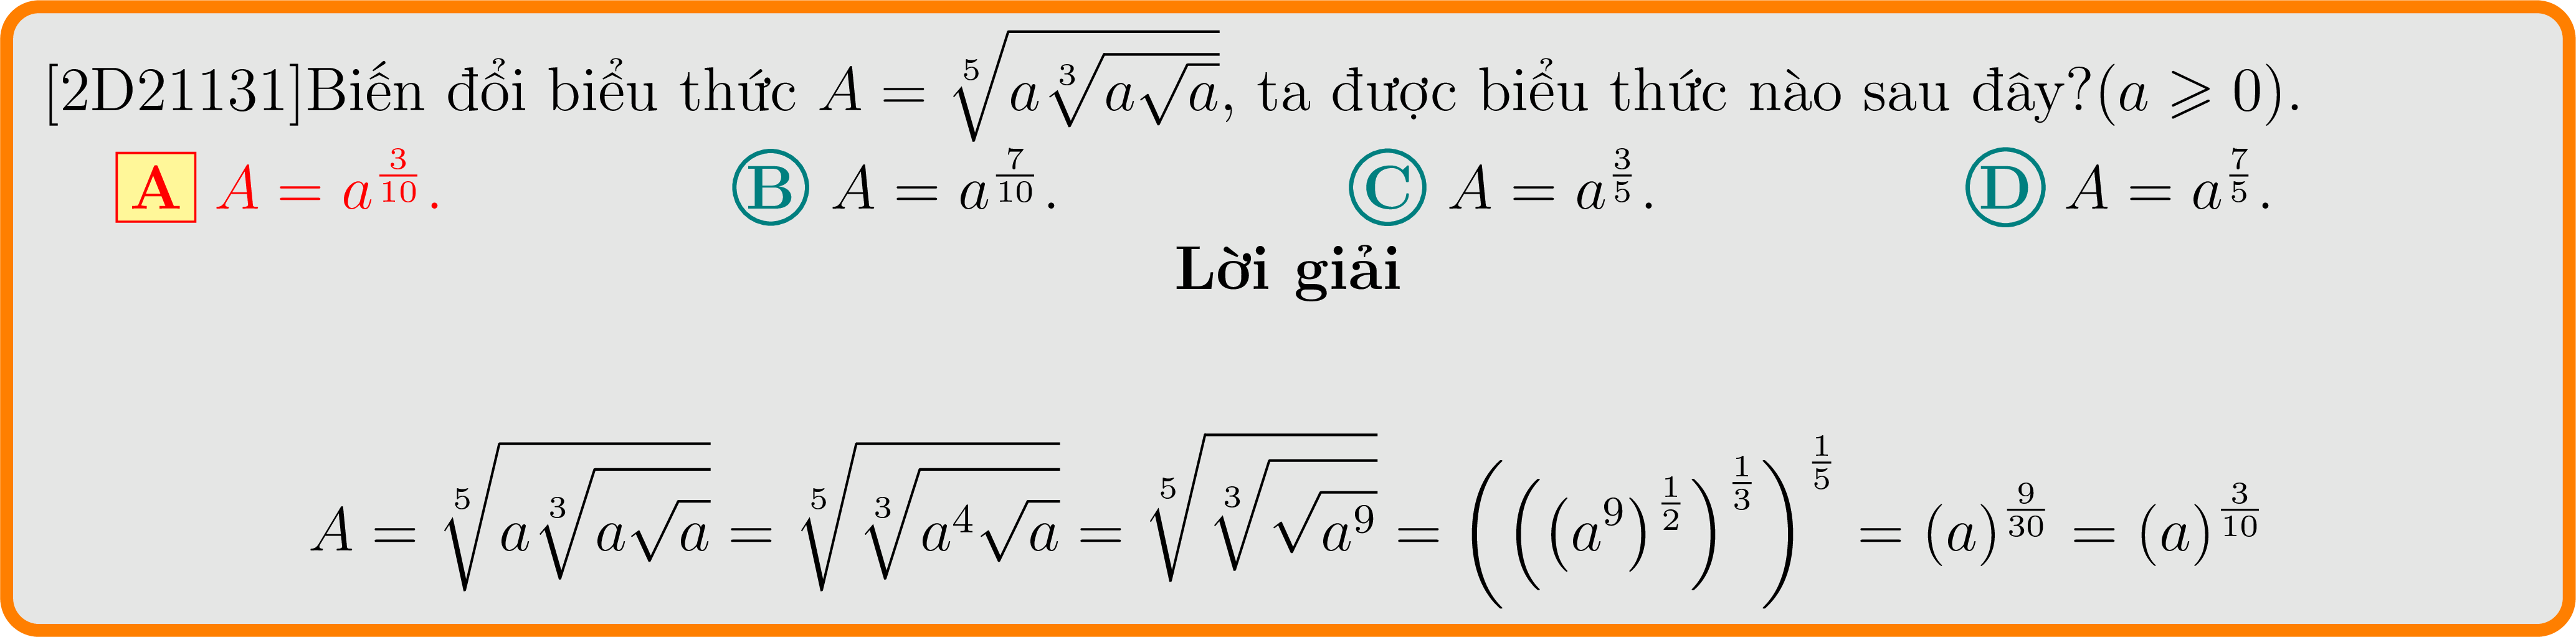 [2D21131]Biến đổi biểu thức $A = \sqrt[5]{a\sqrt[3]{a\sqrt{a}}}$, ta được biểu thức nào sau đây?($a \geqslant 0$).
A $A = a^{\frac{3}{10}}$. B $A = a^{\frac{7}{10}}$. C $A = a^{\frac{3}{5}}$. D $A = a^{\frac{7}{5}}$.
Lời giải
$A = \sqrt[5]{a\sqrt[3]{a\sqrt{a}}} = \sqrt[5]{\sqrt[3]{a^4\sqrt{a}}} = \sqrt[5]{\sqrt[3]{\sqrt{a^9}}} = \left(\left(\left(a^9\right)^{\frac{1}{2}}\right)^{\frac{1}{3}}\right)^{\frac{1}{5}} = (a)^{\frac{9}{30}} = (a)^{\frac{3}{10}}$